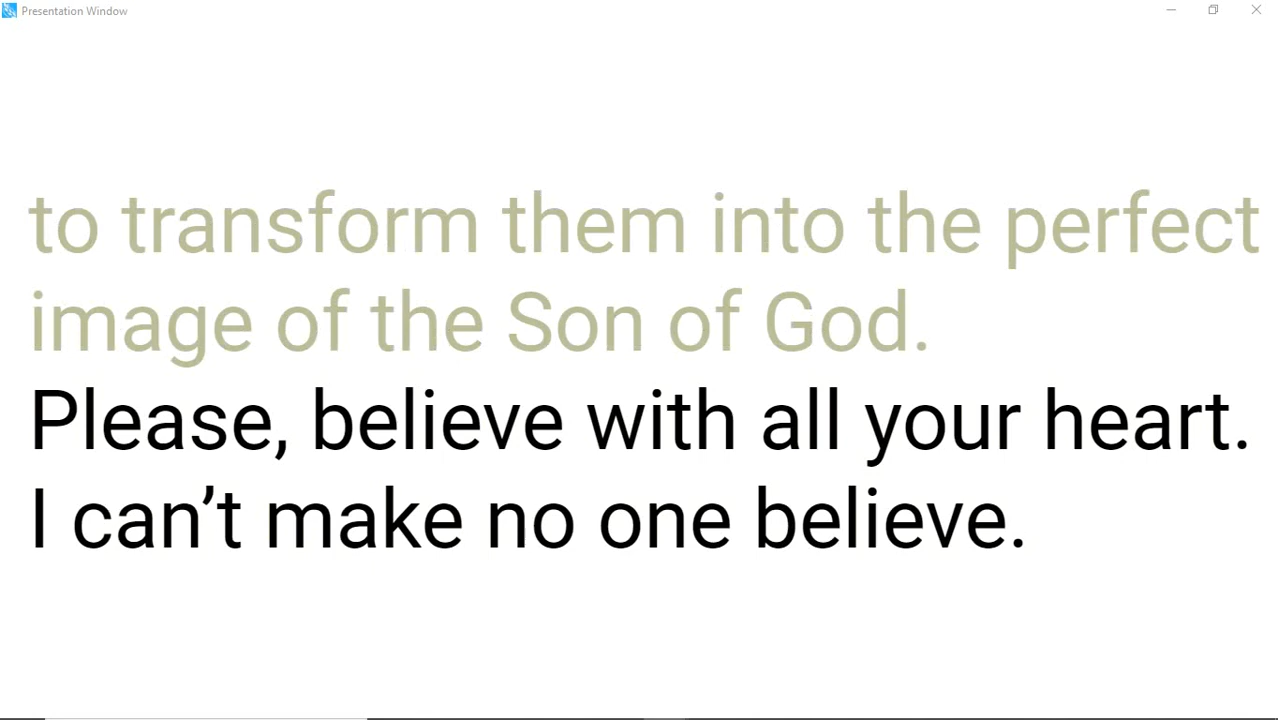 Presentation Window
to transform them into the perfect
image of the Son of God.
Please, believe with all your heart.
I can’t make no one believe.